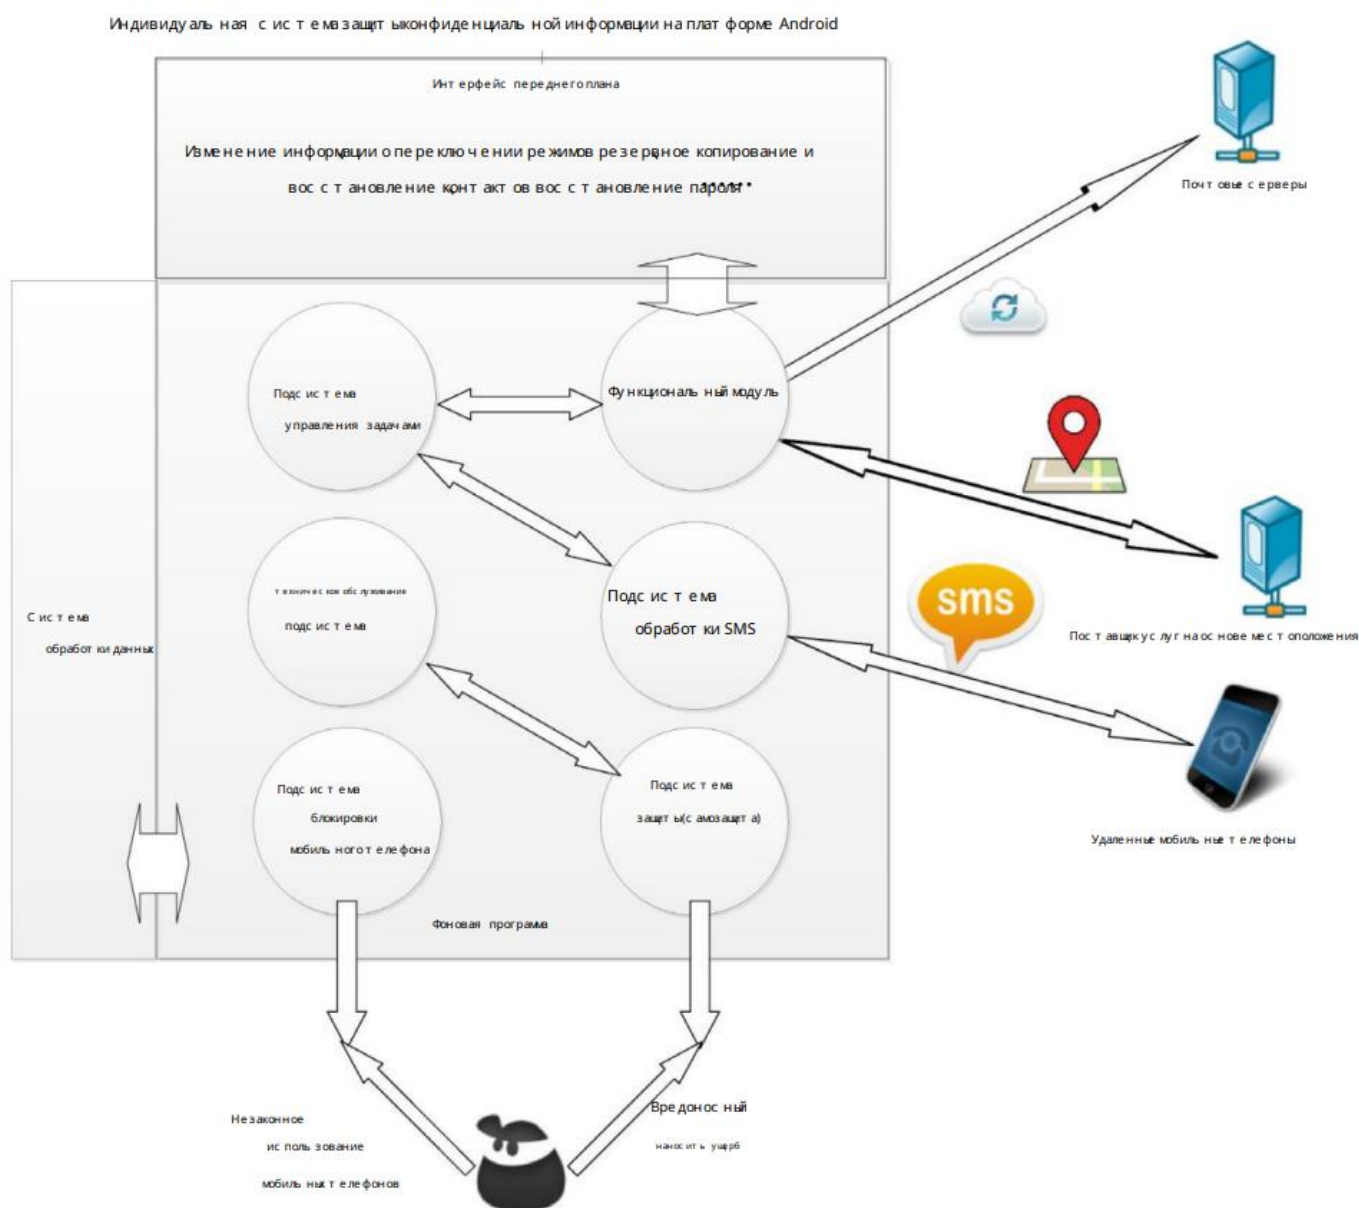 Индивидуальная система защиты конфиденциальной информации на платформе Android
Интерфейс переднего плана
Изменение информации о переключении режимов резервное копирование и
восстановление контактов восстановление пароля
Почтовые серверы
Подсистема
управления задачами
Функциональный модуль
техническое обслуживание
подсистема
Подсистема
обработки SMS
sms
Система
обработки данных
Поставщик услуг на основе местоположения
Подсистема
блокировки
мобильного телефона
Подсистема
защиты(самозащита)
Удаленные мобильные телефоны
Фоновая программа
Незаконное
использование
мобильных телефонов
Вредоносный
наносить ущерб